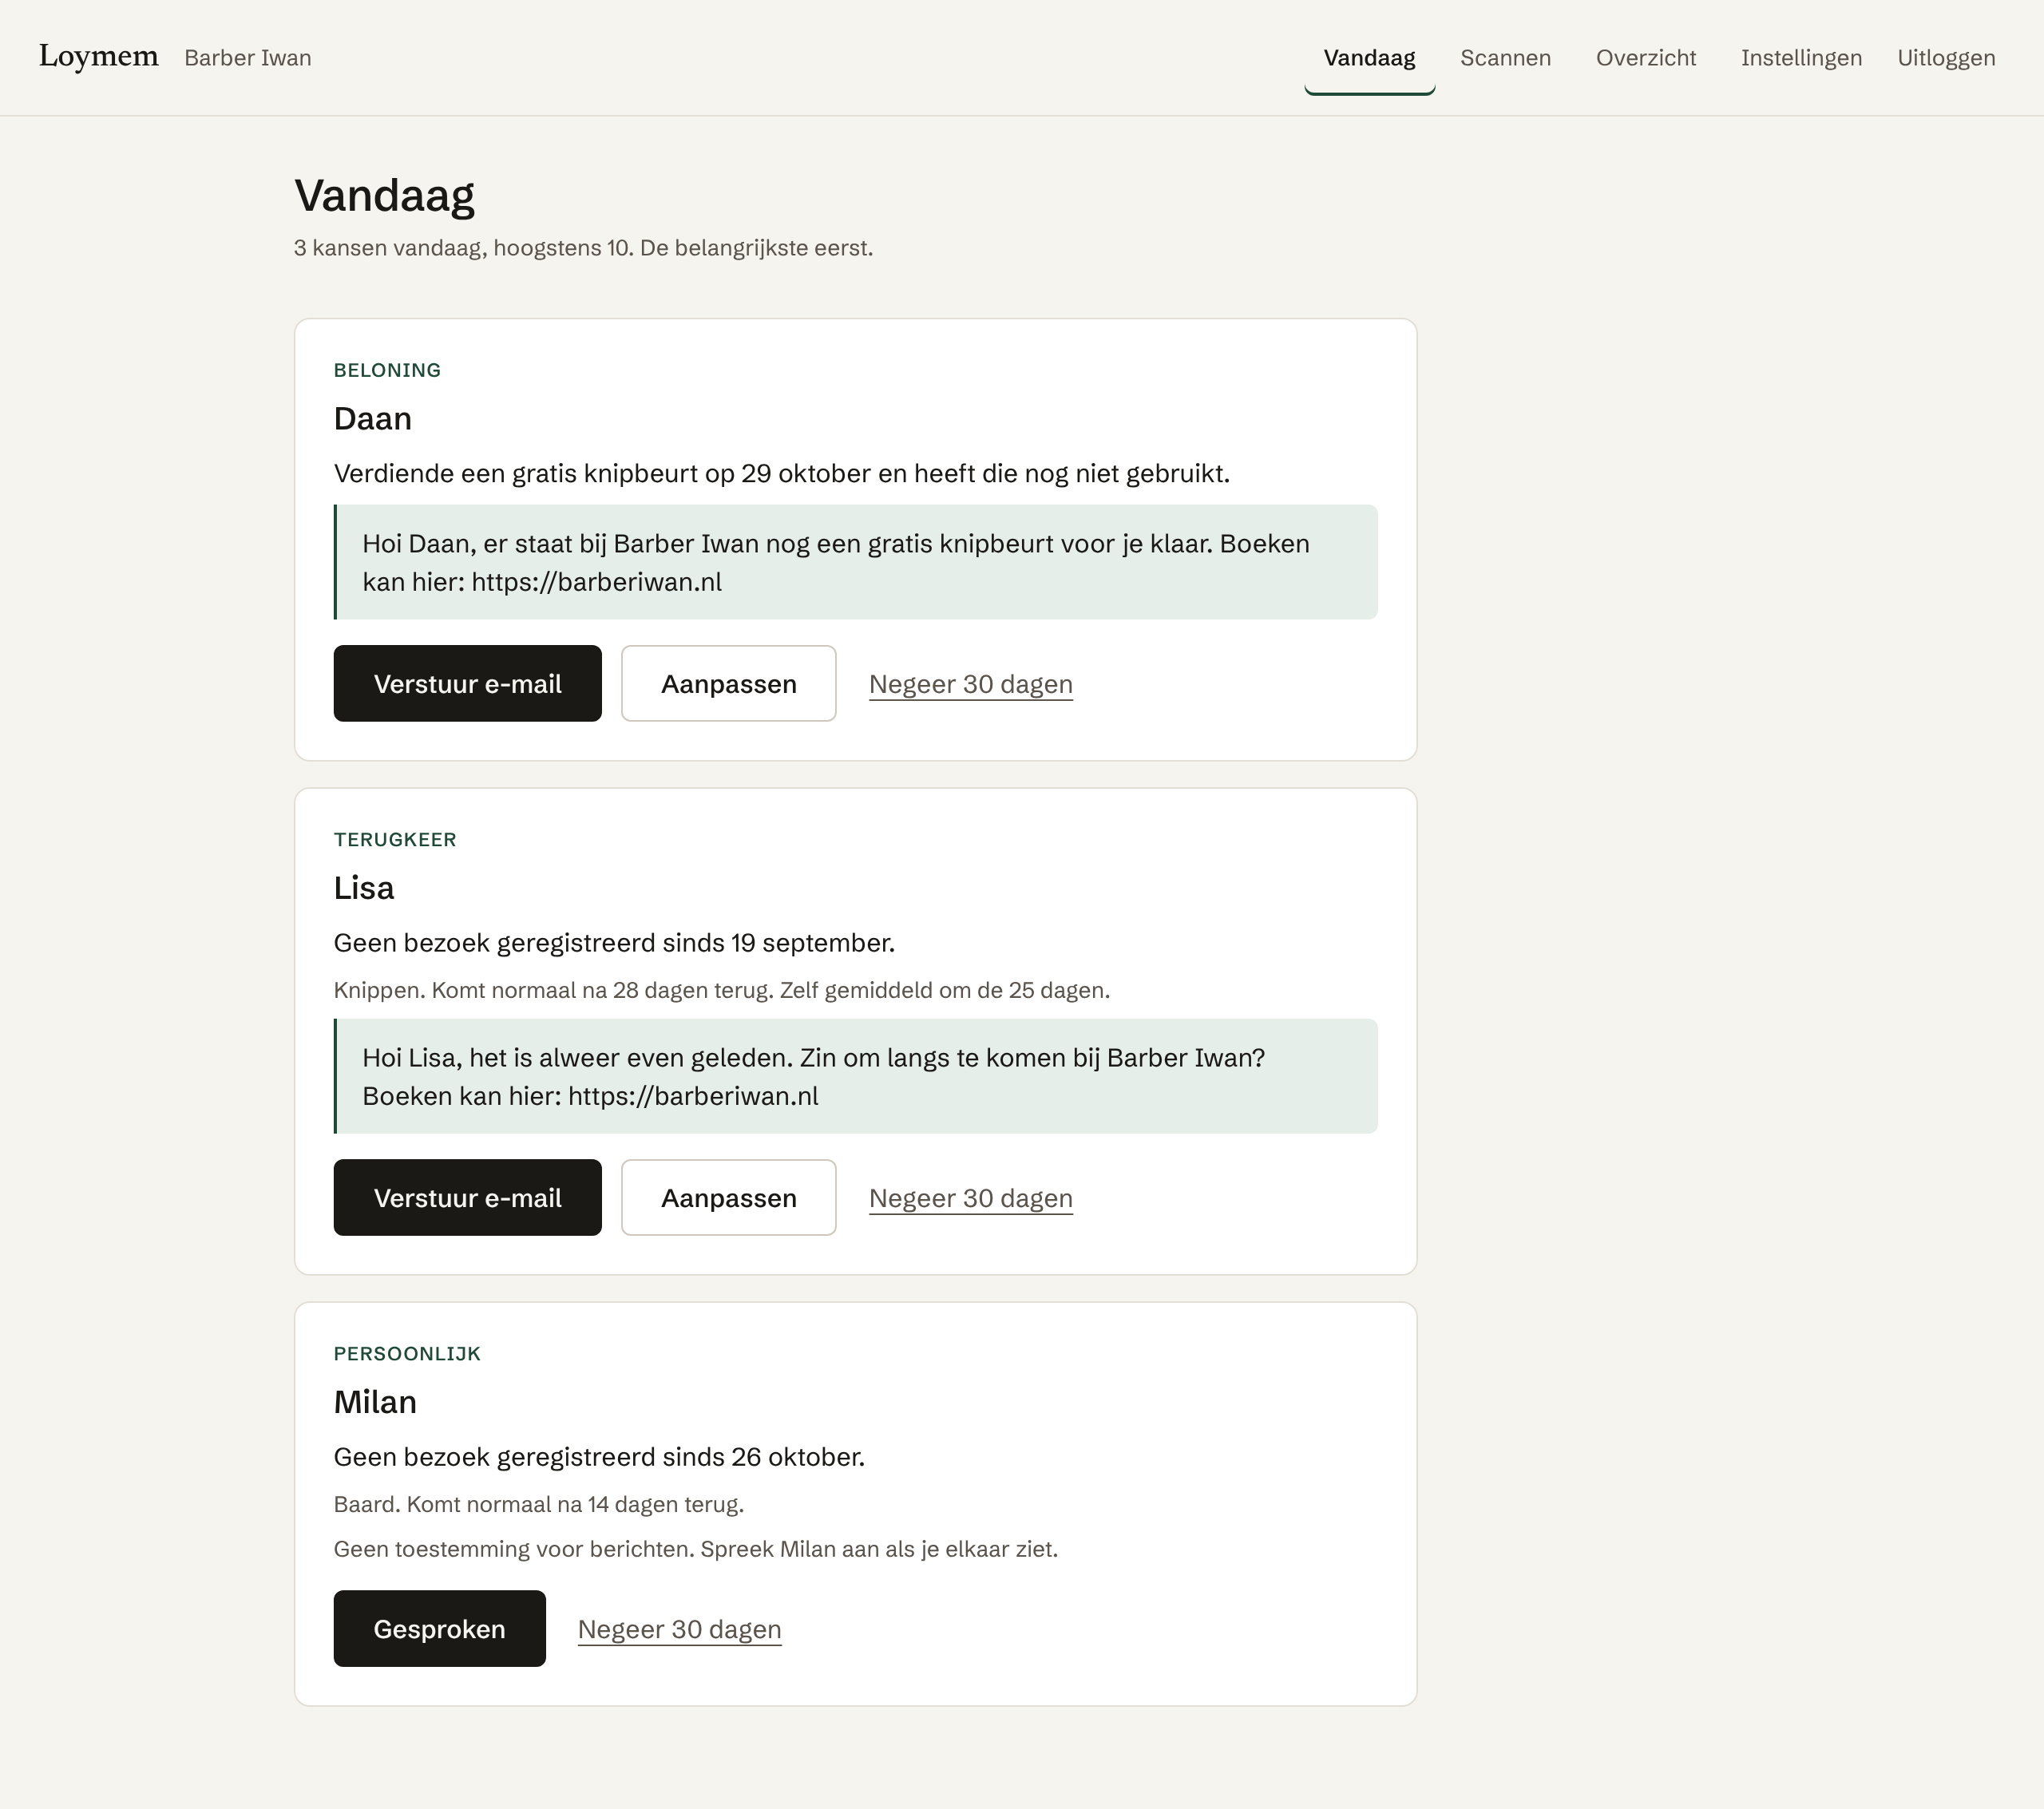 Loymem Barber Iwan Vandaag Scannen Overzicht Instellingen Uitloggen
Vandaag
3 kansen vandaag, hoogstens 10. De belangrijkste eerst.
BELONING
Daan
Verdiende een gratis knipbeurt op 29 oktober en heeft die nog niet gebruikt.
Hoi Daan, er staat bij Barber Iwan nog een gratis knipbeurt voor je klaar. Boeken
kan hier: https://barberiwan.nl
Verstuur e-mail Aanpassen Negeer 30 dagen
TERUGKEER
Lisa
Geen bezoek geregistreerd sinds 19 september.
Knippen. Komt normaal na 28 dagen terug. Zelf gemiddeld om de 25 dagen.
Hoi Lisa, het is alweer even geleden. Zin om langs te komen bij Barber Iwan?
Boeken kan hier: https://barberiwan.nl
Verstuur e-mail Aanpassen Negeer 30 dagen
PERSOONLIJK
Milan
Geen bezoek geregistreerd sinds 26 oktober.
Baard. Komt normaal na 14 dagen terug.
Geen toestemming voor berichten. Spreek Milan aan als je elkaar ziet.
Gesproken Negeer 30 dagen